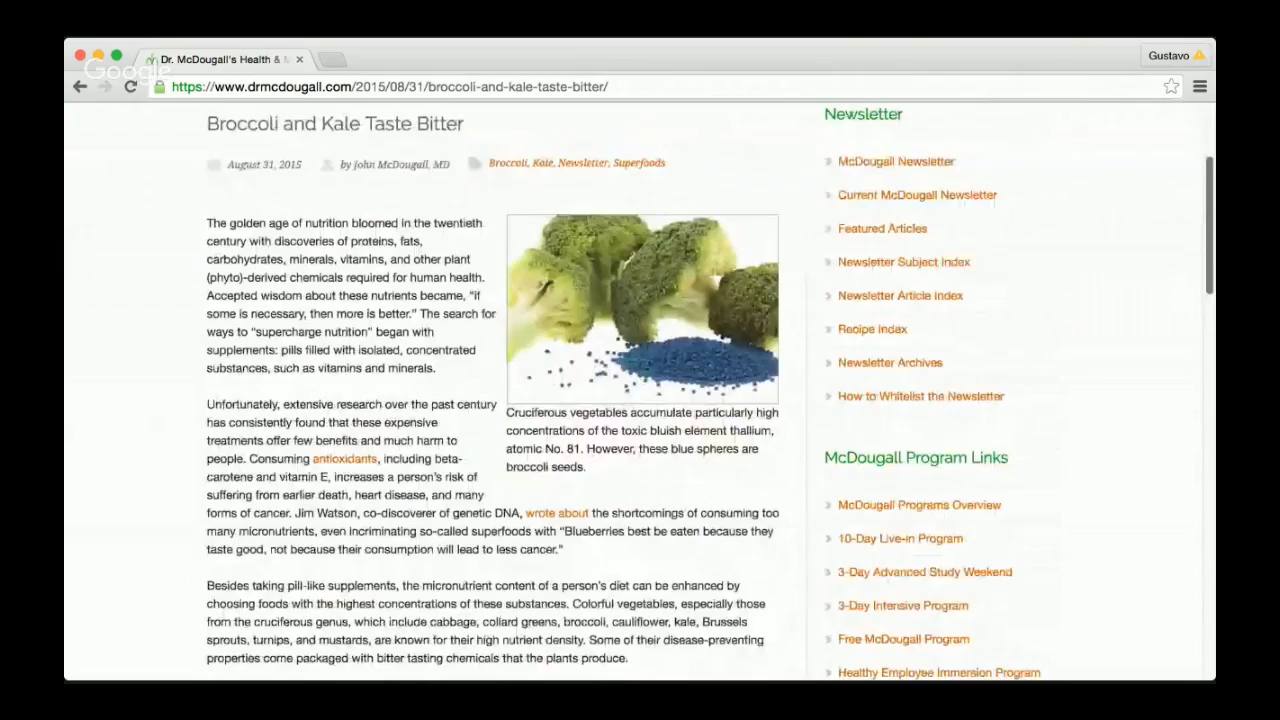 Dr. McDougall's Health &
Gustavo
Google
https://www.drmcdougall.com/2015/08/31/broccoli-and-kale-taste-bitter/
Broccoli and Kale Taste Bitter
August 31, 2015 by John McDougall, MD Broccoli, Kale, Newsletter, Superfoods
The golden age of nutrition bloomed in the twentieth
century with discoveries of proteins, fats,
carbohydrates, minerals, vitamins, and other plant
(phyto)-derived chemicals required for human health.
Accepted wisdom about these nutrients became, "if
some is necessary, then more is better." The search for
ways to "supercharge nutrition" began with
supplements: pills filled with isolated, concentrated
substances, such as vitamins and minerals.
Cruciferous vegetables accumulate particularly high
concentrations of the toxic bluish element thallium,
atomic No. 81. However, these blue spheres are
broccoli seeds.
Unfortunately, extensive research over the past century
has consistently found that these expensive
treatments offer few benefits and much harm to
people. Consuming antioxidants, including beta-
carotene and vitamin E, increases a person's risk of
suffering from earlier death, heart disease, and many
forms of cancer. Jim Watson, co-discoverer of genetic DNA, wrote about the shortcomings of consuming too
many micronutrients, even incriminating so-called superfoods with "Blueberries best be eaten because they
taste good, not because their consumption will lead to less cancer."
Besides taking pill-like supplements, the micronutrient content of a person's diet can be enhanced by
choosing foods with the highest concentrations of these substances. Colorful vegetables, especially those
from the cruciferous genus, which include cabbage, collard greens, broccoli, cauliflower, kale, Brussels
sprouts, turnips, and mustards, are known for their high nutrient density. Some of their disease-preventing
properties come packaged with bitter tasting chemicals that the plants produce.
Newsletter
McDougall Newsletter
Current McDougall Newsletter
Featured Articles
Newsletter Subject Index
Newsletter Article Index
Recipe Index
Newsletter Archives
How to Whitelist the Newsletter
McDougall Program Links
McDougall Programs Overview
10-Day Live-in Program
3-Day Advanced Study Weekend
3-Day Intensive Program
Free McDougall Program
Healthy Employee Immersion Program